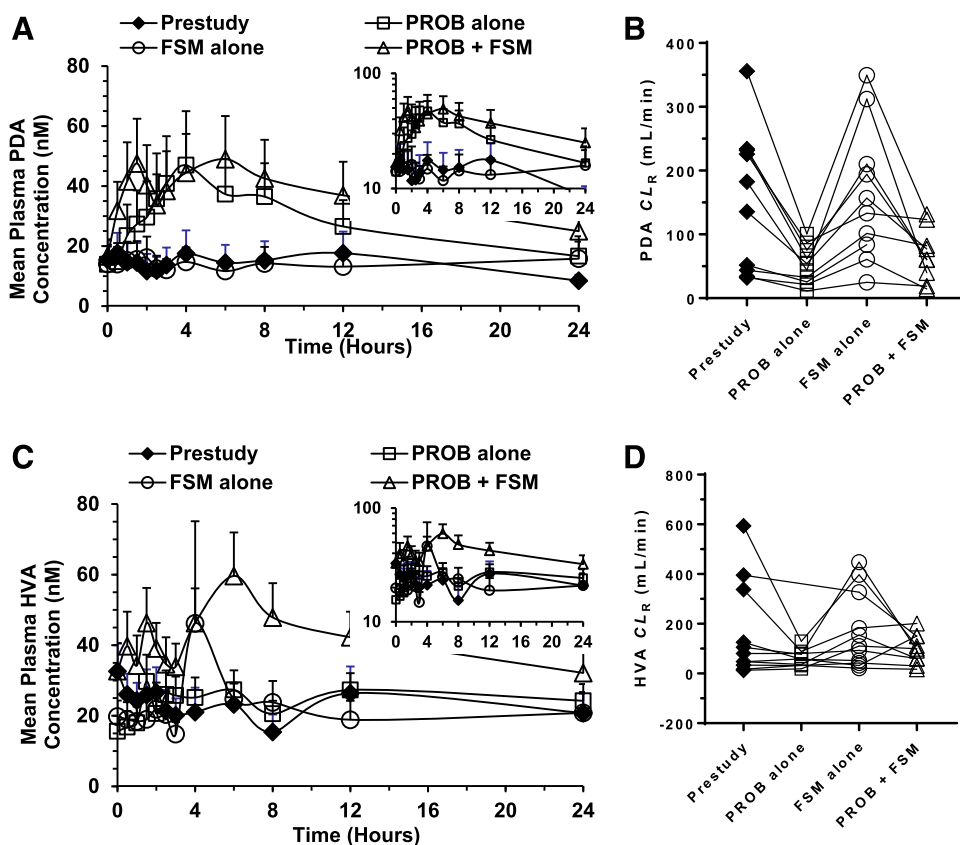 A
Prestudy
FSM alone
PROB alone
PROB + FSM
Mean Plasma PDA
Concentration (nM)
80
60
40
20
0
0 4 8 12 16 20 24
Time (Hours)
100
10
0 4 8 12 16 20 24
B
PDA CLR (mL/min)
400
300
200
100
0
Prestudy
PROB alone
FSM alone
PROB + FSM
C
Prestudy
FSM alone
PROB alone
PROB + FSM
Mean Plasma HVA
Concentration (nM)
80
60
40
20
0
0 4 8 12 16 20 24
Time (Hours)
100
10
0 4 8 12 16 20 24
D
HVA CLR (mL/min)
800
600
400
200
0
-200
Prestudy
PROB alone
FSM alone
PROB + FSM